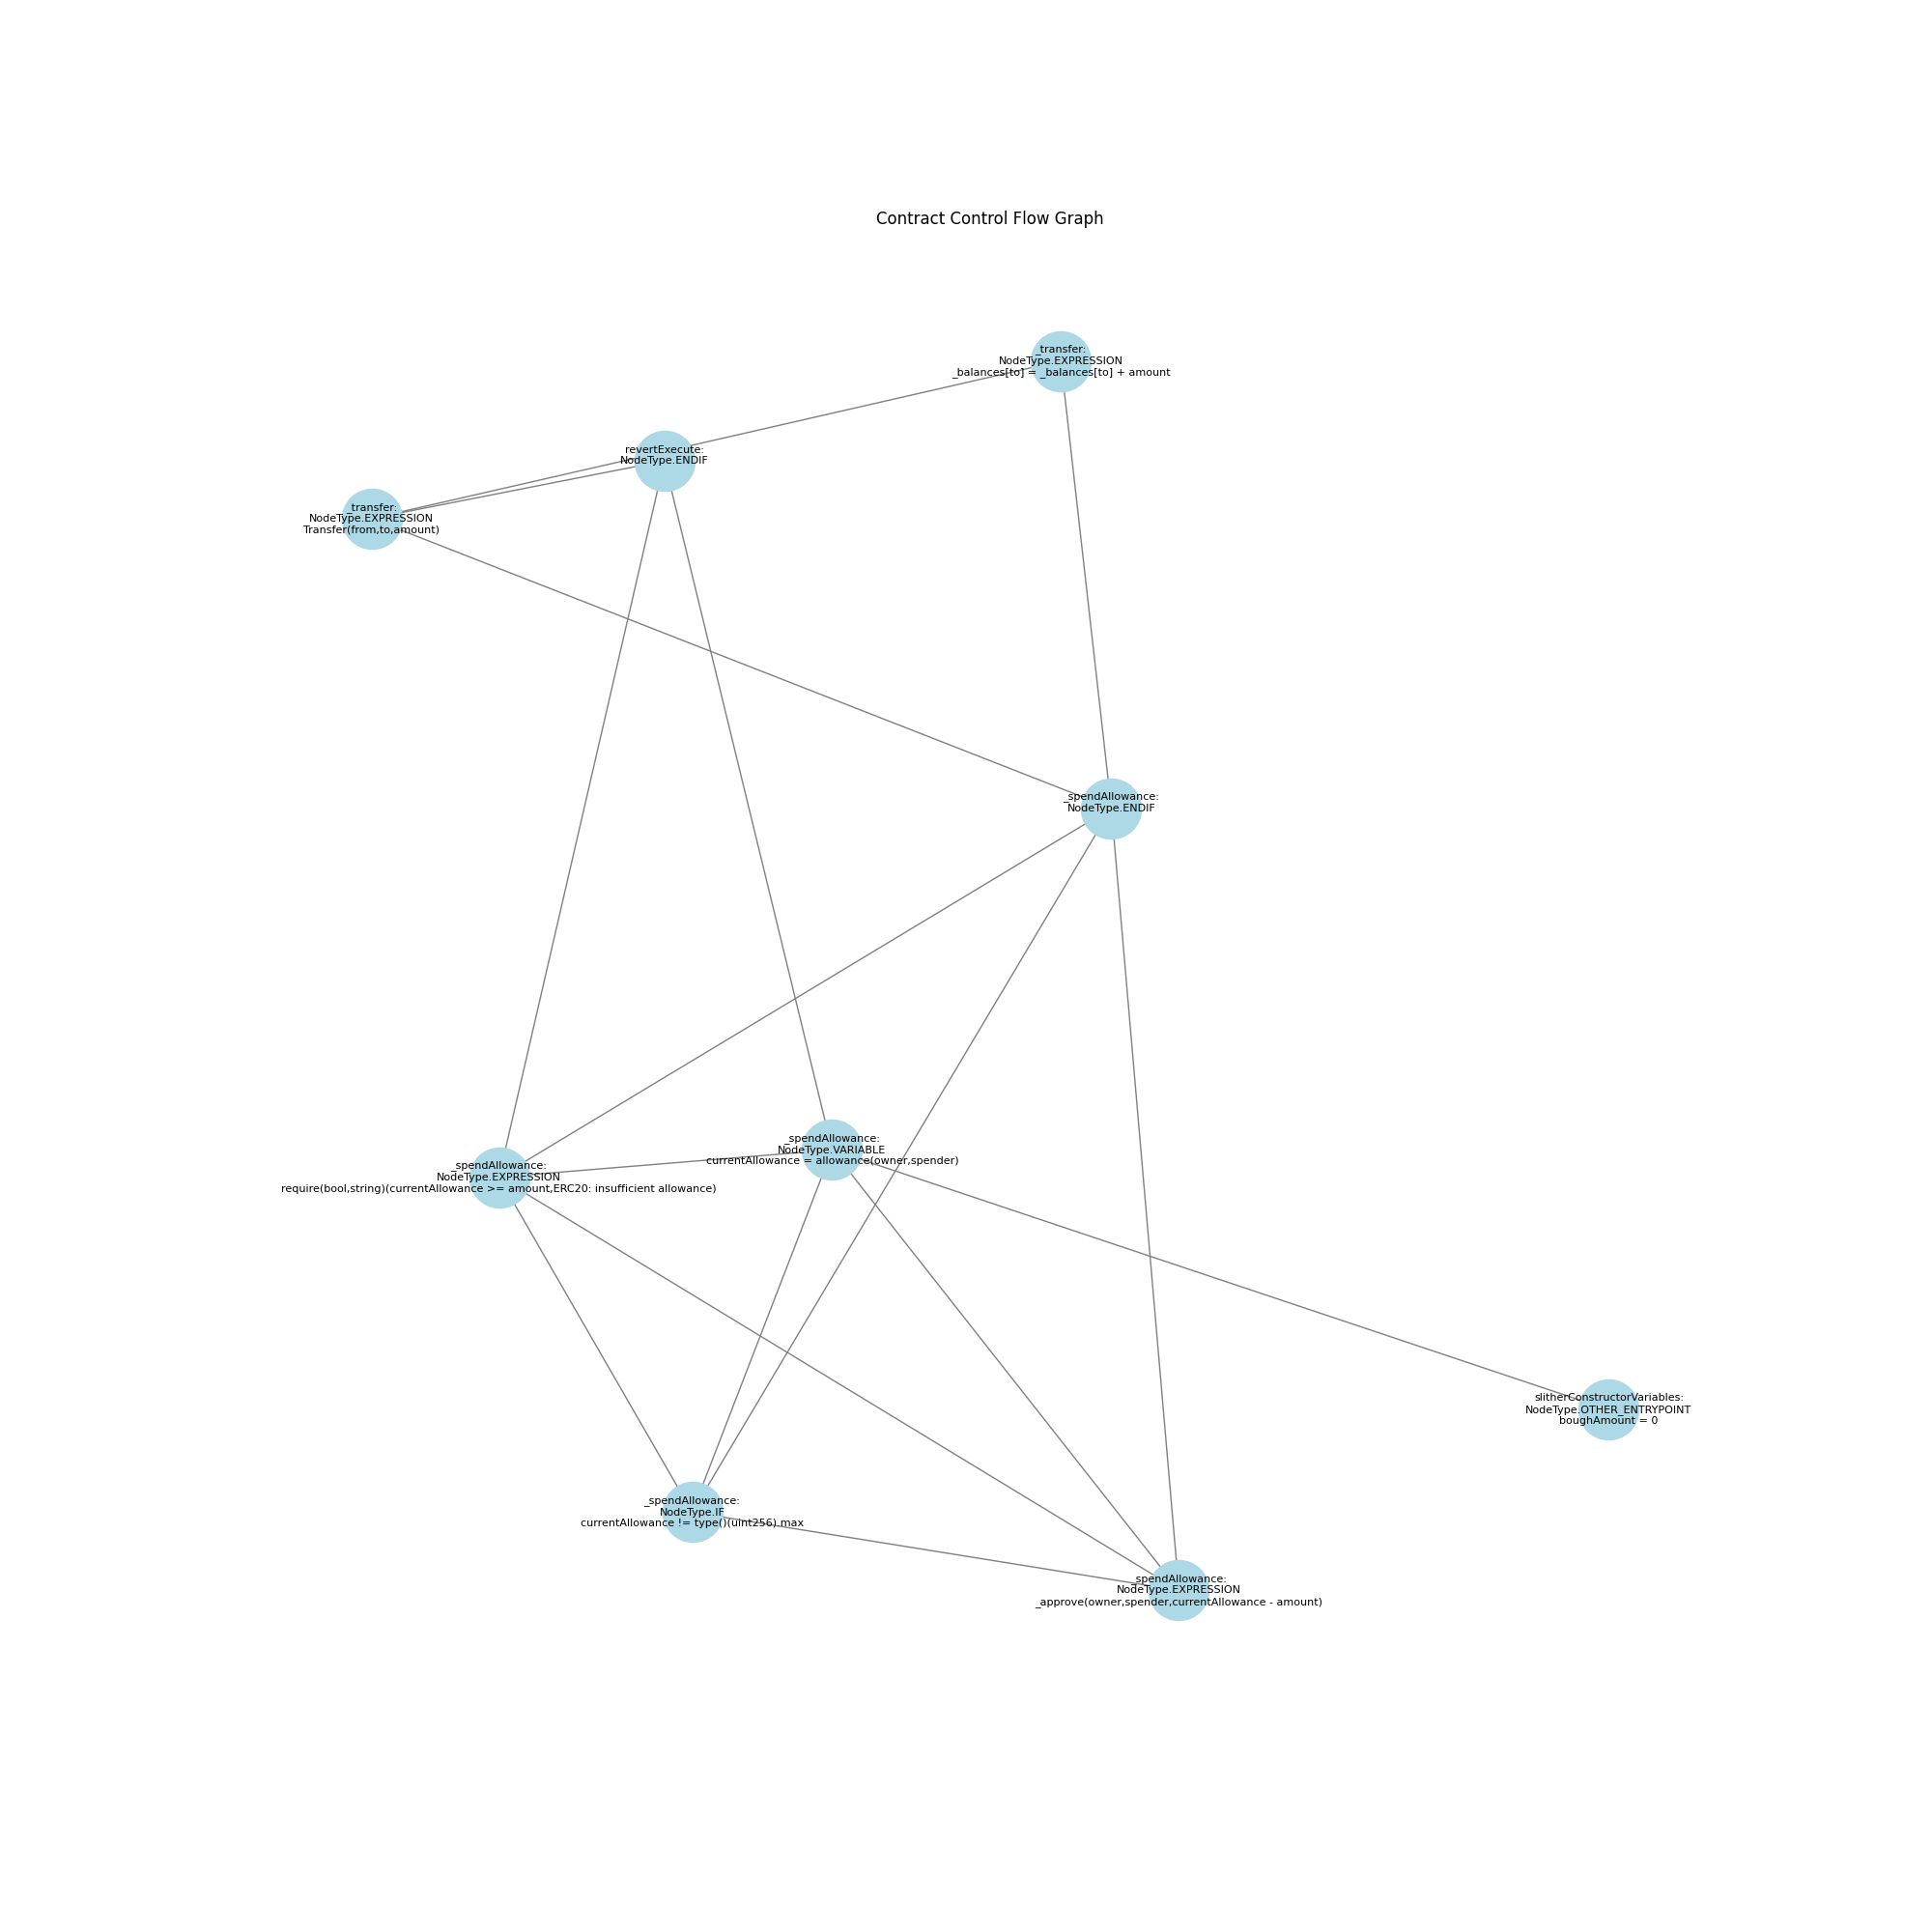 Contract Control Flow Graph
_transfer:
NodeType.EXPRESSION
_balances[to] = _balances[to] + amount
revertExecute:
NodeType.ENDIF
_transfer:
NodeType.EXPRESSION
Transfer(from,to,amount)
_spendAllowance:
NodeType.ENDIF
_spendAllowance:
NodeType.VARIABLE
currentAllowance = allowance(owner,spender)
_spendAllowance:
NodeType.EXPRESSION
require(bool,string)(currentAllowance >= amount,ERC20: insufficient allowance)
slitherConstructorVariables:
NodeType.OTHER_ENTRYPOINT
boughAmount = 0
_spendAllowance:
NodeType.IF
currentAllowance != type()(uint256).max
_spendAllowance:
NodeType.EXPRESSION
_approve(owner,spender,currentAllowance - amount)